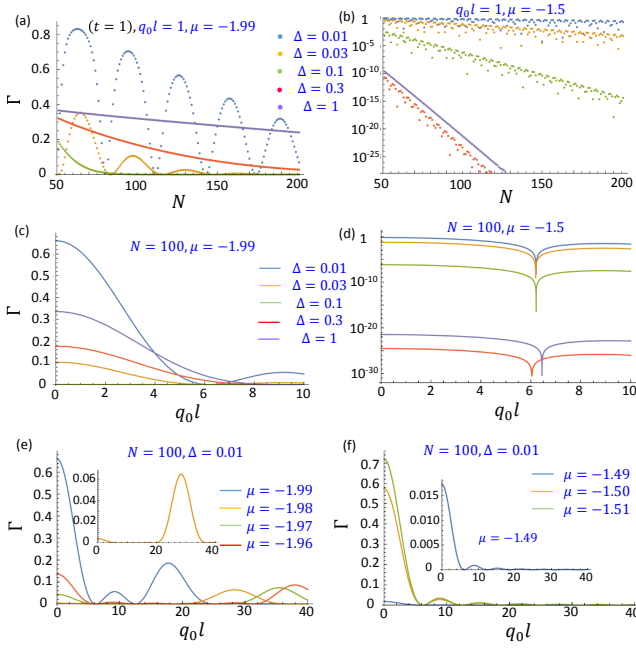 (a)
(t = 1), q₀l = 1, μ = −1.99
Δ = 0.01
Δ = 0.03
Δ = 0.1
Δ = 0.3
Δ = 1
0.8
0.6
0.4
0.2
0
Γ
50 100 150 200
N
(b)
q₀l = 1, μ = −1.5
1
10⁻⁵
10⁻¹⁰
10⁻¹⁵
10⁻²⁰
10⁻²⁵
50 100 150 200
N
(c)
N = 100, μ = −1.99
Δ = 0.01
Δ = 0.03
Δ = 0.1
Δ = 0.3
Δ = 1
0.6
0.5
0.4
0.3
0.2
0.1
0
Γ
0 2 4 6 8 10
q₀l
(d)
N = 100, μ = −1.5
1
10⁻¹⁰
10⁻²⁰
10⁻³⁰
0 2 4 6 8 10
q₀l
(e)
N = 100, Δ = 0.01
μ = −1.99
μ = −1.98
μ = −1.97
μ = −1.96
0.06
0.04
0.02
0
0 20 40
0.6
0.5
0.4
0.3
0.2
0.1
0
Γ
0 10 20 30 40
q₀l
(f)
N = 100, Δ = 0.01
μ = −1.49
μ = −1.50
μ = −1.51
0.015
0.010
0.005
0
μ = −1.49
0 10 20 30 40
0.7
0.6
0.5
0.4
0.3
0.2
0.1
0
Γ
0 10 20 30 40
q₀l